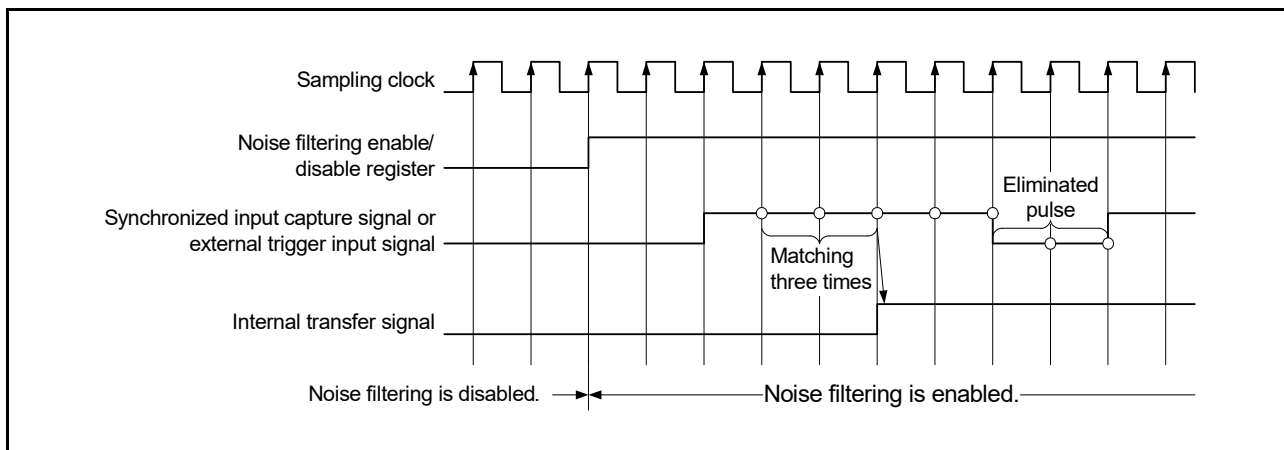 Sampling clock
Noise filtering enable/
disable register
Eliminated
pulse
Synchronized input capture signal or
external trigger input signal
Matching
three times
Internal transfer signal
Noise filtering is disabled.
Noise filtering is enabled.